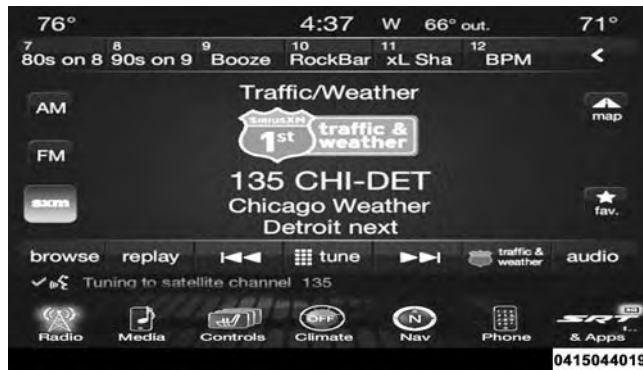 76° 4:37 W 66° out. 71°
7 8 9 10 11 12
80s on 8 90s on 9 Booze RockBar xL Sha BPM
Traffic/Weather
AM
map
SiriusXM
1st traffic &
weather
FM
135 CHI-DET
sxm
Chicago Weather
fav.
Detroit next
browse replay tune traffic &
weather audio
Tuning to satellite channel 135
OFF N SRT
Radio Media Controls Climate Nav Phone & Apps
0415044019